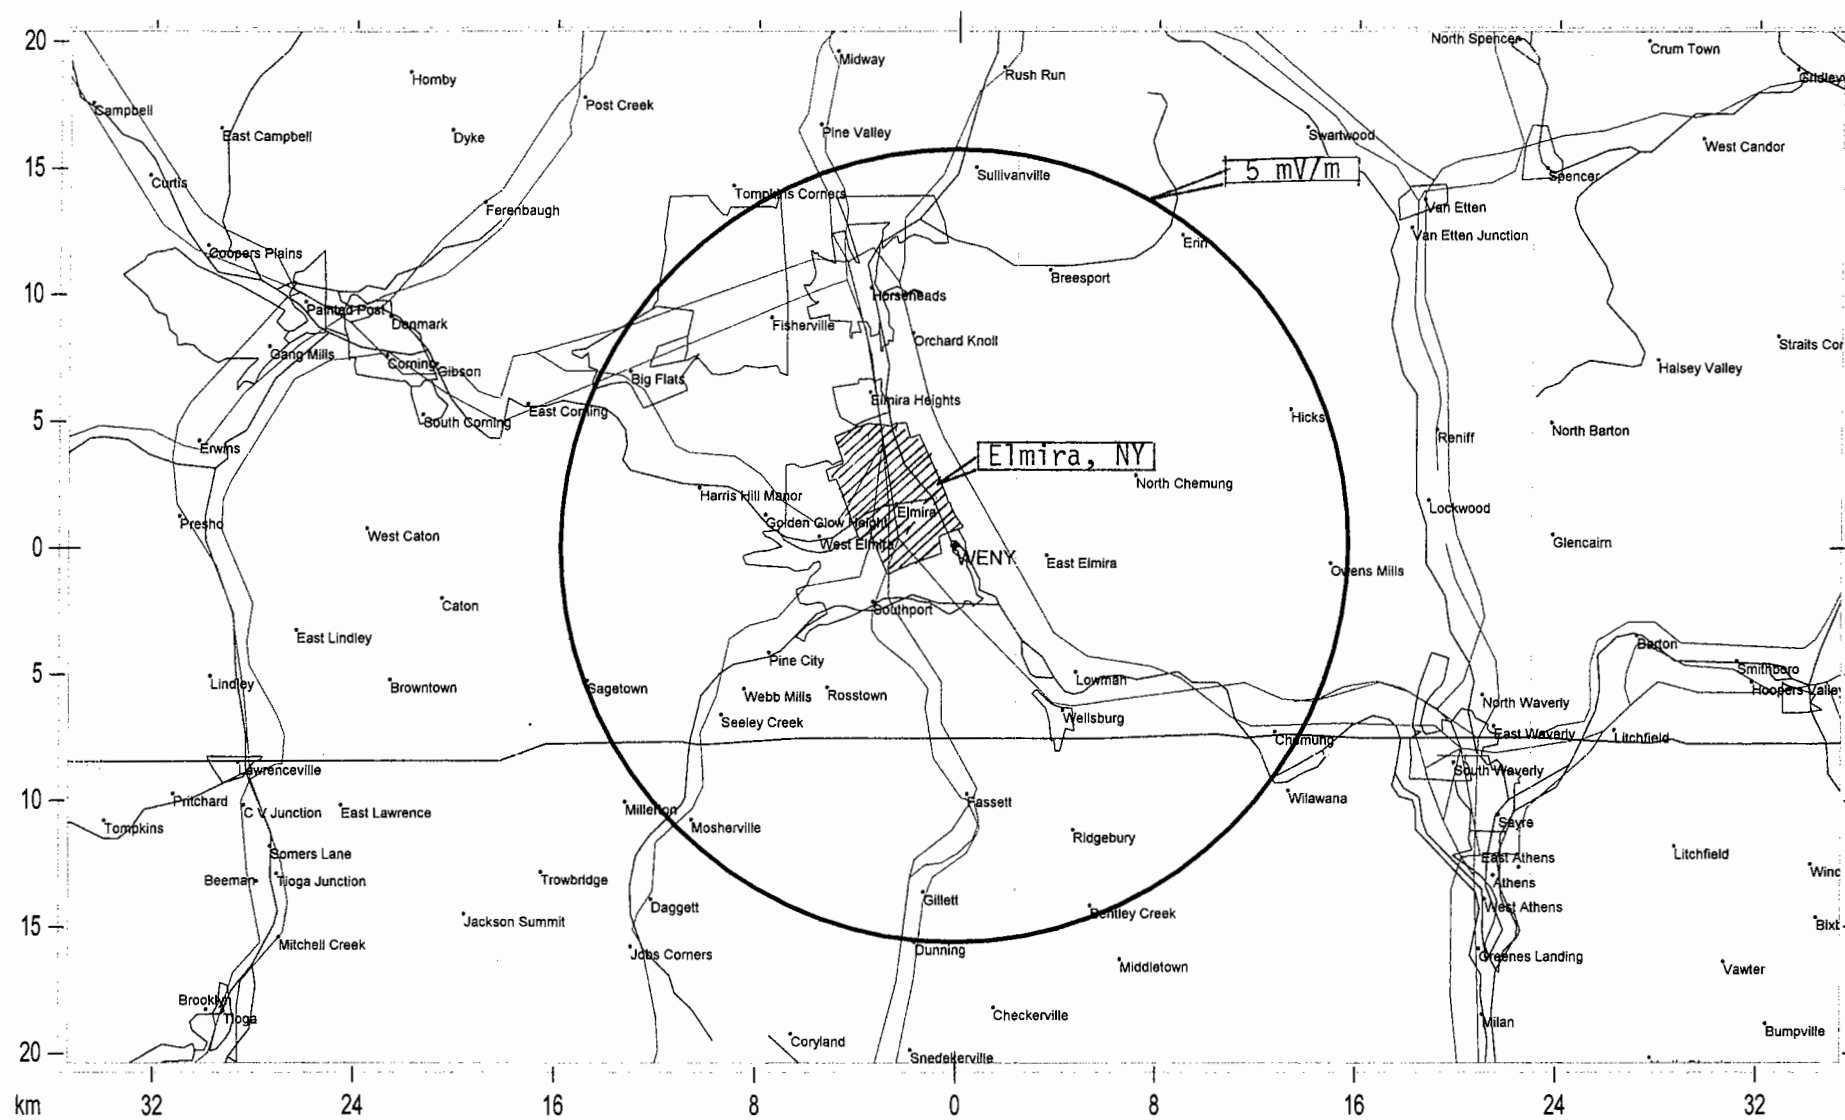 20
North Spencer
Crum Town
Midway
Rush Run
Hornby
Post Creek
Campbell
Pine Valley
Swartwood
East Campbell
Dyke
West Candor
15
5 mV/m
Sullivanville
Spencer
Curtis
Tompkins Corners
Ferenbaugh
Van Etten
Van Etten Junction
Erin
Coopers Plains
Breesport
10
Horseheads
Painted Post
Denmark
Fisherville
Orchard Knoll
Straits Cor
Gang Mills
Corning
Gibson
Big Flats
Halsey Valley
Elmira Heights
East Corning
Hicks
5
South Corning
North Barton
Reniff
Erwins
Elmira, NY
North Chemung
Harris Hill Manor
Lockwood
Elmira
Presho
Golden Glow Height
West Caton
West Elmira
Glencairn
0
WENY
East Elmira
Owens Mills
Caton
Southport
East Lindley
Barton
Pine City
Smithboro
5
Lindley
Browntown
Sagetown
Webb Mills
Rosstown
Lowman
Hoopers Valley
North Waverly
Seeley Creek
Wellsburg
East Waverly
Litchfield
Chemung
Lawrenceville
South Waverly
10
Pritchard
C V Junction
East Lawrence
Millerton
Fassett
Wilawana
Tompkins
Mosherville
Ridgebury
Sayre
Somers Lane
East Athens
Litchfield
Beeman
Tioga Junction
Trowbridge
Athens
Gillett
Daggett
West Athens
15
Jackson Summit
Bentley Creek
Mitchell Creek
Jobs Corners
Dunning
Greenes Landing
Middletown
Vawter
Brooklyn
Tioga
Checkerville
Milan
Bumpville
Coryland
20
Snedekerville
km
32
24
16
8
0
8
16
24
32